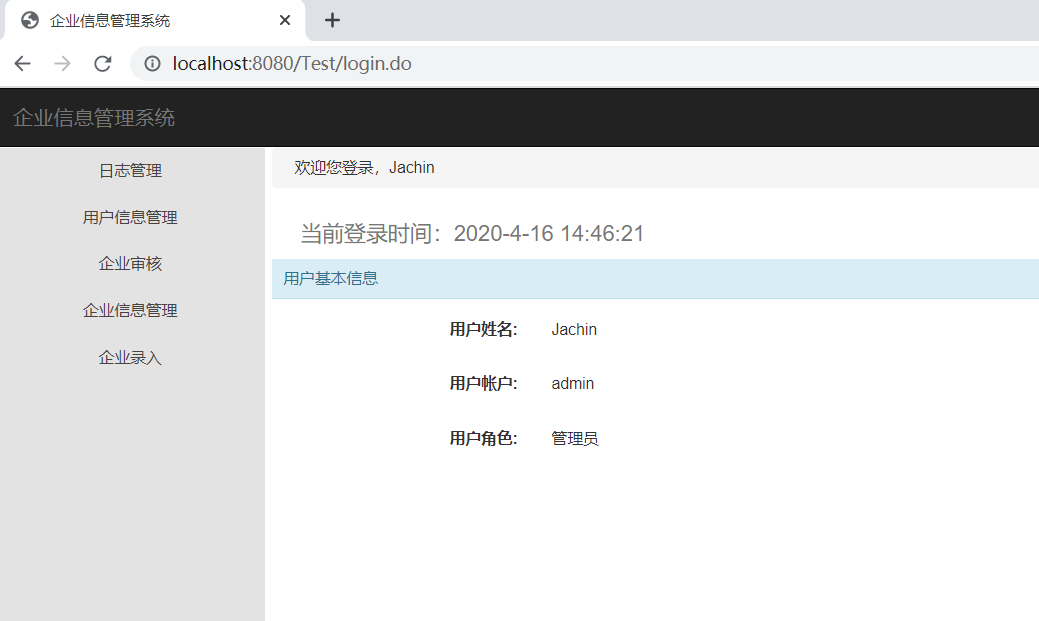 企业信息管理系统
localhost:8080/Test/login.do
企业信息管理系统
日志管理
用户信息管理
企业审核
企业信息管理
企业录入
欢迎您登录，Jachin
当前登录时间：2020-4-16 14:46:21
用户基本信息
用户姓名: Jachin
用户帐户: admin
用户角色: 管理员